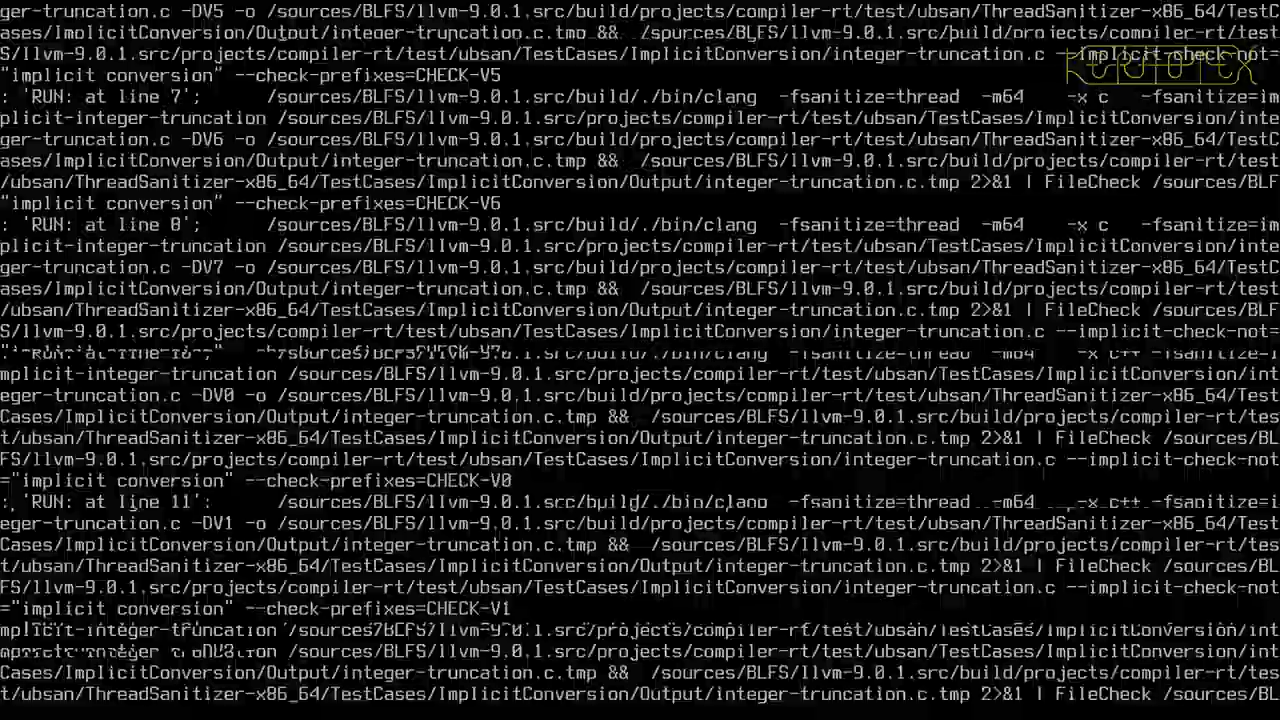 ger-truncation.c -DV5 -o /sources/BLFS/llvm-9.0.1.src/build/projects/compiler-rt/test/ubsan/ThreadSanitizer-x86_64/TestC
ases/ImplicitConversion/Output/integer-truncation.c.tmp &&  /sources/BLFS/llvm-9.0.1.src/build/projects/compiler-rt/test
S/llvm-9.0.1.src/projects/compiler-rt/test/ubsan/TestCases/ImplicitConversion/integer-truncation.c --implicit-check-not=
"implicit conversion" --check-prefixes=CHECK-V5
: 'RUN: at line 7';      /sources/BLFS/llvm-9.0.1.src/build/./bin/clang  -fsanitize=thread  -m64    -x c   -fsanitize=im
plicit-integer-truncation /sources/BLFS/llvm-9.0.1.src/projects/compiler-rt/test/ubsan/TestCases/ImplicitConversion/inte
ger-truncation.c -DV6 -o /sources/BLFS/llvm-9.0.1.src/build/projects/compiler-rt/test/ubsan/ThreadSanitizer-x86_64/TestC
ases/ImplicitConversion/Output/integer-truncation.c.tmp &&  /sources/BLFS/llvm-9.0.1.src/build/projects/compiler-rt/test
/ubsan/ThreadSanitizer-x86_64/TestCases/ImplicitConversion/Output/integer-truncation.c.tmp 2>&1 | FileCheck /sources/BLF
"implicit conversion" --check-prefixes=CHECK-V6
: 'RUN: at line 8';      /sources/BLFS/llvm-9.0.1.src/build/./bin/clang  -fsanitize=thread  -m64    -x c   -fsanitize=im
plicit-integer-truncation /sources/BLFS/llvm-9.0.1.src/projects/compiler-rt/test/ubsan/TestCases/ImplicitConversion/inte
ger-truncation.c -DV7 -o /sources/BLFS/llvm-9.0.1.src/build/projects/compiler-rt/test/ubsan/ThreadSanitizer-x86_64/TestC
ases/ImplicitConversion/Output/integer-truncation.c.tmp &&  /sources/BLFS/llvm-9.0.1.src/build/projects/compiler-rt/test
/ubsan/ThreadSanitizer-x86_64/TestCases/ImplicitConversion/Output/integer-truncation.c.tmp 2>&1 | FileCheck /sources/BLF
S/llvm-9.0.1.src/projects/compiler-rt/test/ubsan/TestCases/ImplicitConversion/integer-truncation.c --implicit-check-not=
-fsanitize=thread  -m64    -x c++ -fsanitize=i
mplicit-integer-truncation /sources/BLFS/llvm-9.0.1.src/projects/compiler-rt/test/ubsan/TestCases/ImplicitConversion/int
eger-truncation.c -DV0 -o /sources/BLFS/llvm-9.0.1.src/build/projects/compiler-rt/test/ubsan/ThreadSanitizer-x86_64/Test
Cases/ImplicitConversion/Output/integer-truncation.c.tmp &&  /sources/BLFS/llvm-9.0.1.src/build/projects/compiler-rt/tes
t/ubsan/ThreadSanitizer-x86_64/TestCases/ImplicitConversion/Output/integer-truncation.c.tmp 2>&1 | FileCheck /sources/BL
FS/llvm-9.0.1.src/projects/compiler-rt/test/ubsan/TestCases/ImplicitConversion/integer-truncation.c --implicit-check-not
="implicit conversion" --check-prefixes=CHECK-V0
: 'RUN: at line 11';      /sources/BLFS/llvm-9.0.1.src/build/./bin/clang  -fsanitize=thread  -m64    -x c++ -fsanitize=i
eger-truncation.c -DV1 -o /sources/BLFS/llvm-9.0.1.src/build/projects/compiler-rt/test/ubsan/ThreadSanitizer-x86_64/Test
Cases/ImplicitConversion/Output/integer-truncation.c.tmp &&  /sources/BLFS/llvm-9.0.1.src/build/projects/compiler-rt/tes
t/ubsan/ThreadSanitizer-x86_64/TestCases/ImplicitConversion/Output/integer-truncation.c.tmp 2>&1 | FileCheck /sources/BL
FS/llvm-9.0.1.src/projects/compiler-rt/test/ubsan/TestCases/ImplicitConversion/integer-truncation.c --implicit-check-not
="implicit conversion" --check-prefixes=CHECK-V1
mplicit-integer-truncation /sources/BLFS/llvm-9.0.1.src/projects/compiler-rt/test/ubsan/TestCases/ImplicitConversion/int
/sources/BLFS/llvm-9.0.1.src/build/projects/compiler-rt/test/ubsan/ThreadSanitizer-x86_64/Test
Cases/ImplicitConversion/Output/integer-truncation.c.tmp &&  /sources/BLFS/llvm-9.0.1.src/build/projects/compiler-rt/tes
t/ubsan/ThreadSanitizer-x86_64/TestCases/ImplicitConversion/Output/integer-truncation.c.tmp 2>&1 | FileCheck /sources/BL